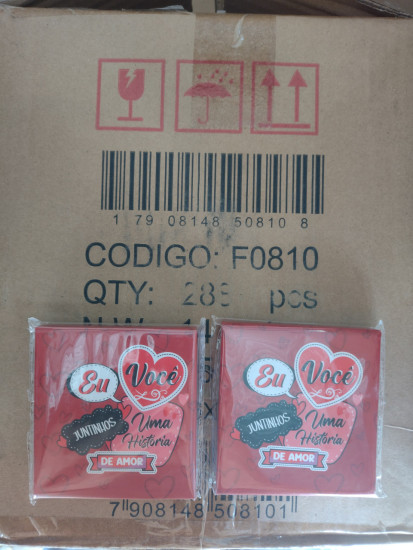 1 79 08148 50810 8
CODIGO: F0810
QTY: 288 pcs
Eu
Você
JUNTINHOS
Uma
História
DE AMOR
Eu
Você
JUNTINHOS
Uma
História
DE AMOR
7 908148 508101